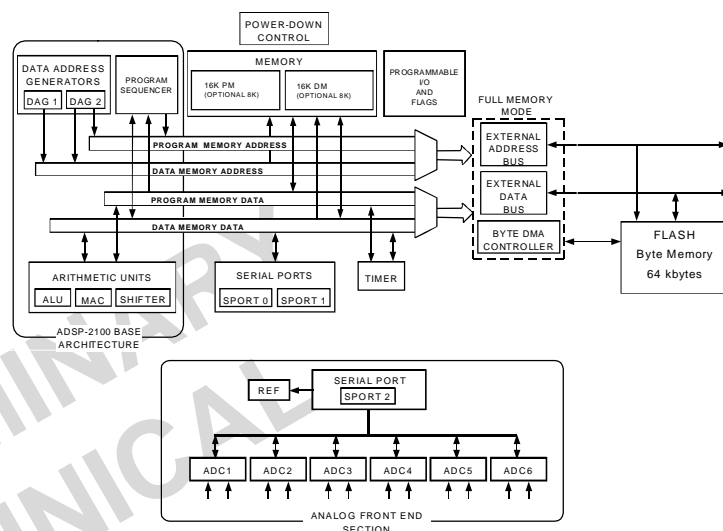 POWER-DOWN
CONTROL
DATA ADDRESS
GENERATORS
DAG 1
DAG 2
PROGRAM
SEQUENCER
MEMORY
16K PM
(OPTIONAL 8K)
16K DM
(OPTIONAL 8K)
PROGRAMMABLE
I/O
AND
FLAGS
FULL MEMORY
MODE
EXTERNAL
ADDRESS
BUS
EXTERNAL
DATA
BUS
BYTE DMA
CONTROLLER
PROGRAM MEMORY ADDRESS
DATA MEMORY ADDRESS
PROGRAM MEMORY DATA
DATA MEMORY DATA
FLASH
Byte Memory
64 kbytes
ARITHMETIC UNITS
ALU
MAC
SHIFTER
SERIAL PORTS
SPORT 0
SPORT 1
TIMER
ADSP-2100 BASE
ARCHITECTURE
REF
SERIAL PORT
SPORT 2
ADC1
ADC2
ADC3
ADC4
ADC5
ADC6
ANALOG FRONT END
SECTION
MINARY
NICAL